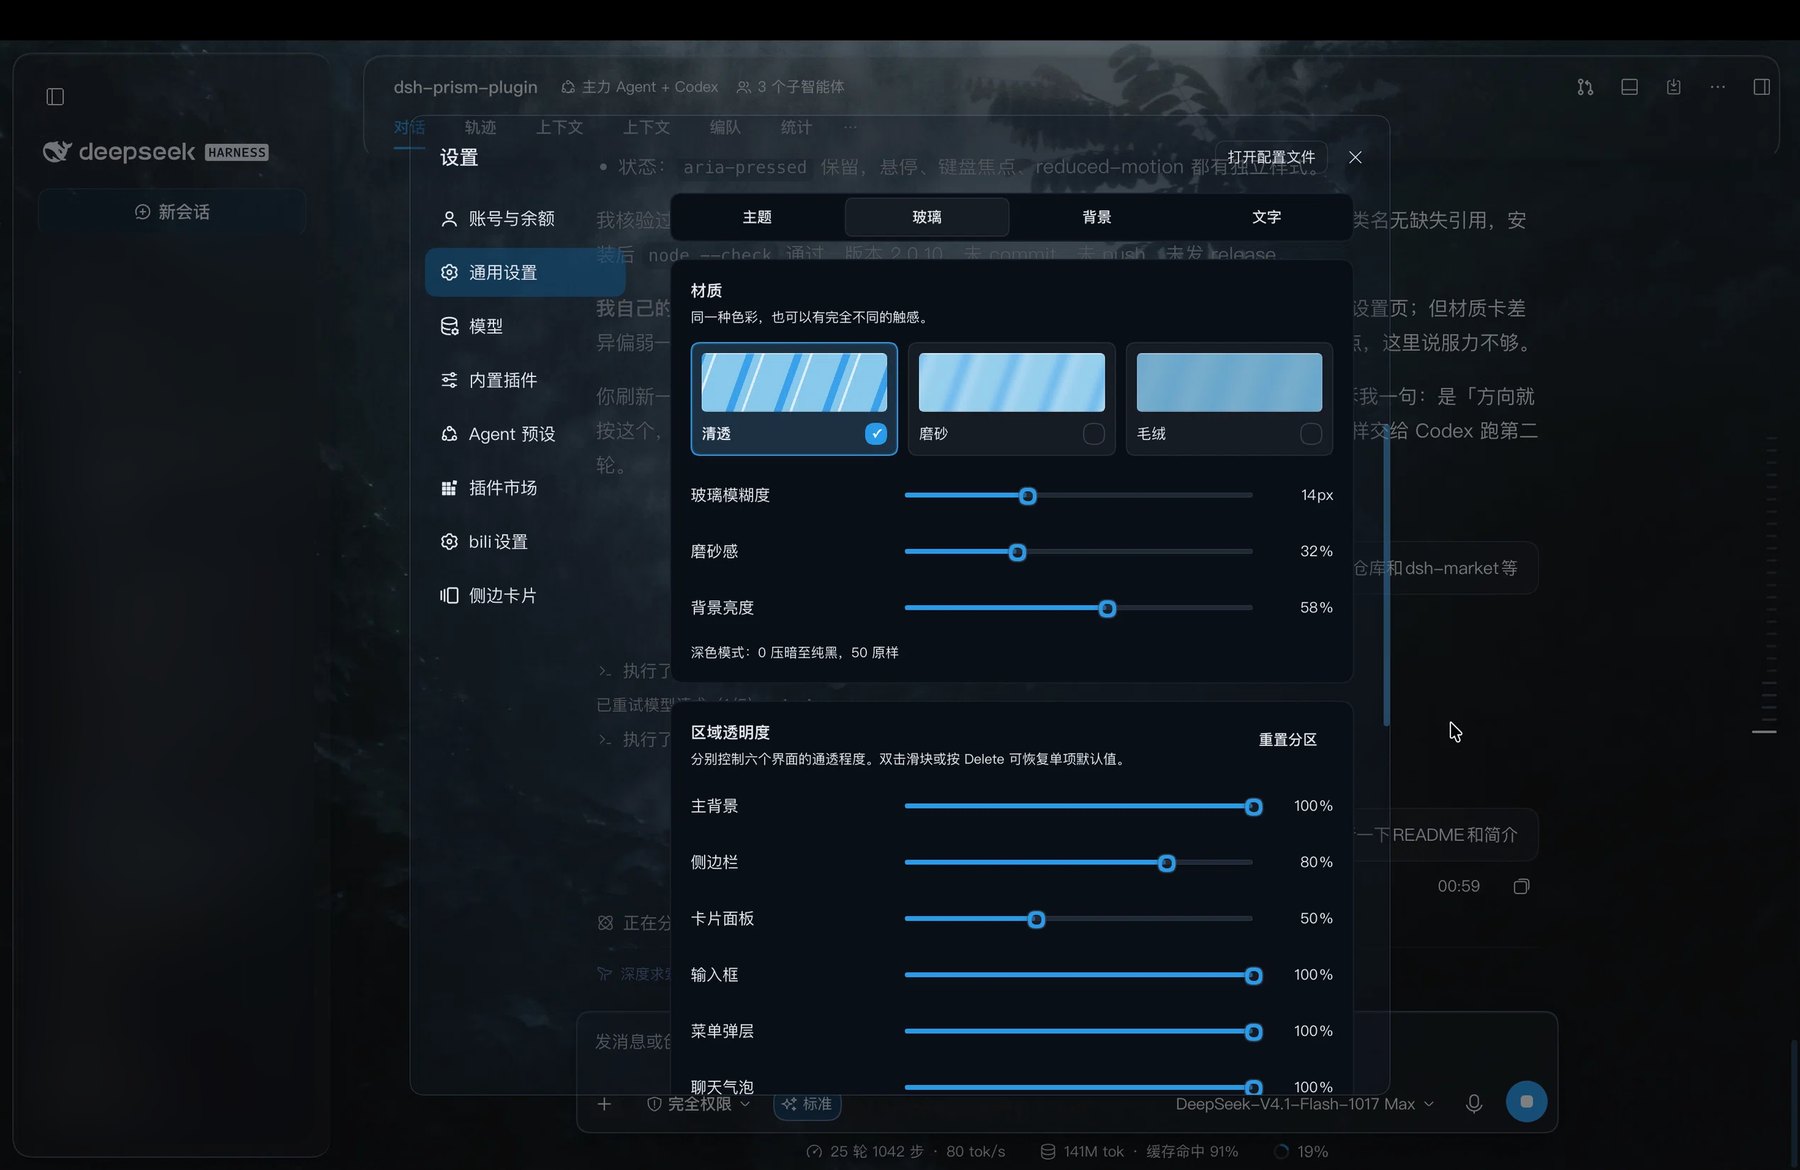 dsh-prism-plugin 主力 Agent + Codex 3 个子智能体
对话 轨迹 上下文 上下文 编队 统计 ···
deepseek HARNESS
新会话
设置 打开配置文件
• 状态： aria-pressed 保留，悬停、键盘焦点、reduced-motion 都有独立样式。
账号与余额
通用设置
模型
内置插件
Agent 预设
插件市场
bili设置
侧边卡片
主题 玻璃 背景 文字
我核验过 类名无缺失引用，安
装后 node --check 通过，版本 2.0.10，未 commit、未 push、未发 release。
我自己的 设置页；但材质卡差
异偏弱一 这里说服力不够。
你刷新一 我一句：是「方向就
按这个， 样交给 Codex 跑第二
轮。
材质
同一种色彩，也可以有完全不同的触感。
清透 磨砂 毛绒
玻璃模糊度 14px
磨砂感 32%
背景亮度 58%
深色模式：0 压暗至纯黑，50 原样
仓库和dsh-market等
执行了
已重试模型
执行了
区域透明度 重置分区
分别控制六个界面的通透程度。双击滑块或按 Delete 可恢复单项默认值。
主背景 100%
侧边栏 80%
卡片面板 50%
输入框 100%
菜单弹层 100%
聊天气泡 100%
一下README和简介
00:59
正在分
深度求索
发消息或
完全权限 标准 DeepSeek-V4.1-Flash-1017 Max
25 轮 1042 步 · 80 tok/s 141M tok · 缓存命中 91% 19%